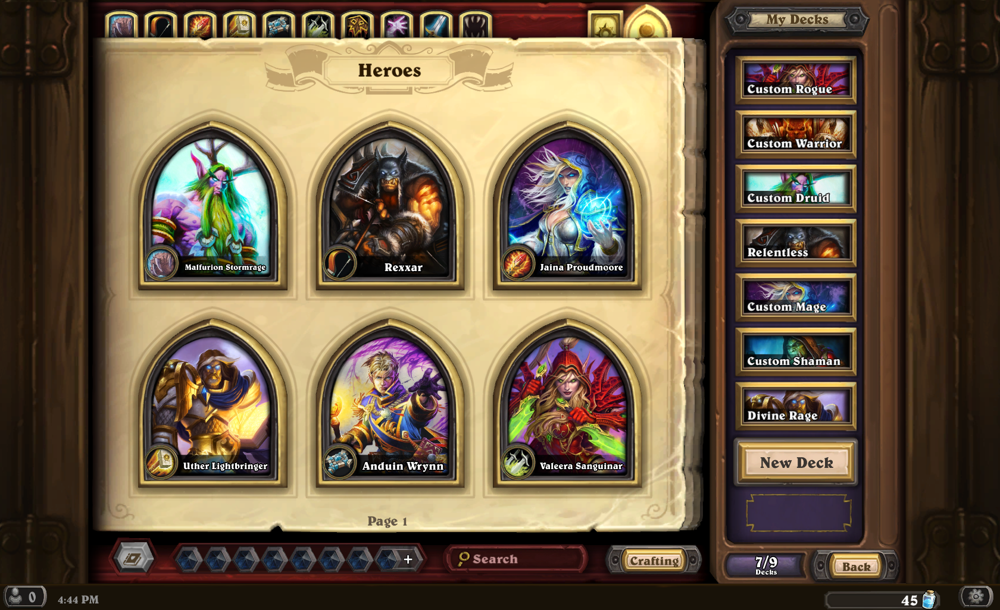 Heroes
Malfurion Stormrage
Rexxar
Jaina Proudmoore
Uther Lightbringer
Anduin Wrynn
Valeera Sanguinar
Page 1
+
Search
Crafting
My Decks
Custom Rogue
Custom Warrior
Custom Druid
Relentless
Custom Mage
Custom Shaman
Divine Rage
New Deck
7/9
Decks
Back
0
4:44 PM
45